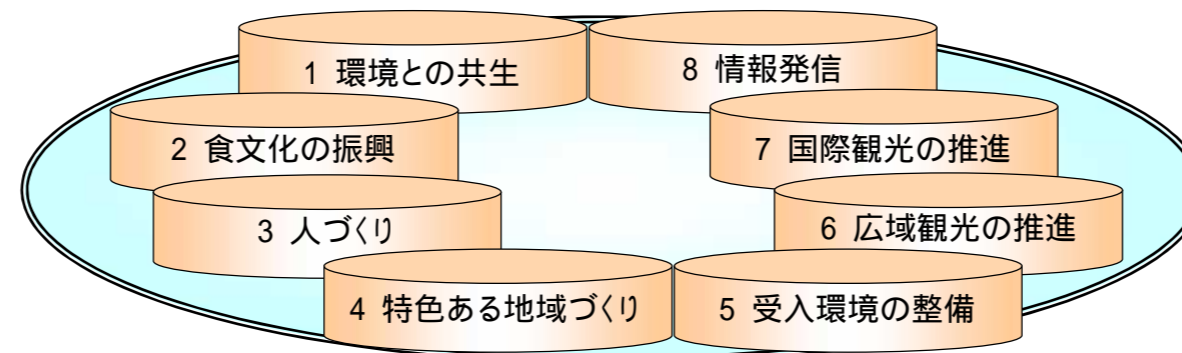 1 環境との共生
8 情報発信
2 食文化の振興
7 国際観光の推進
3 人づくり
6 広域観光の推進
4 特色ある地域づくり
5 受入環境の整備